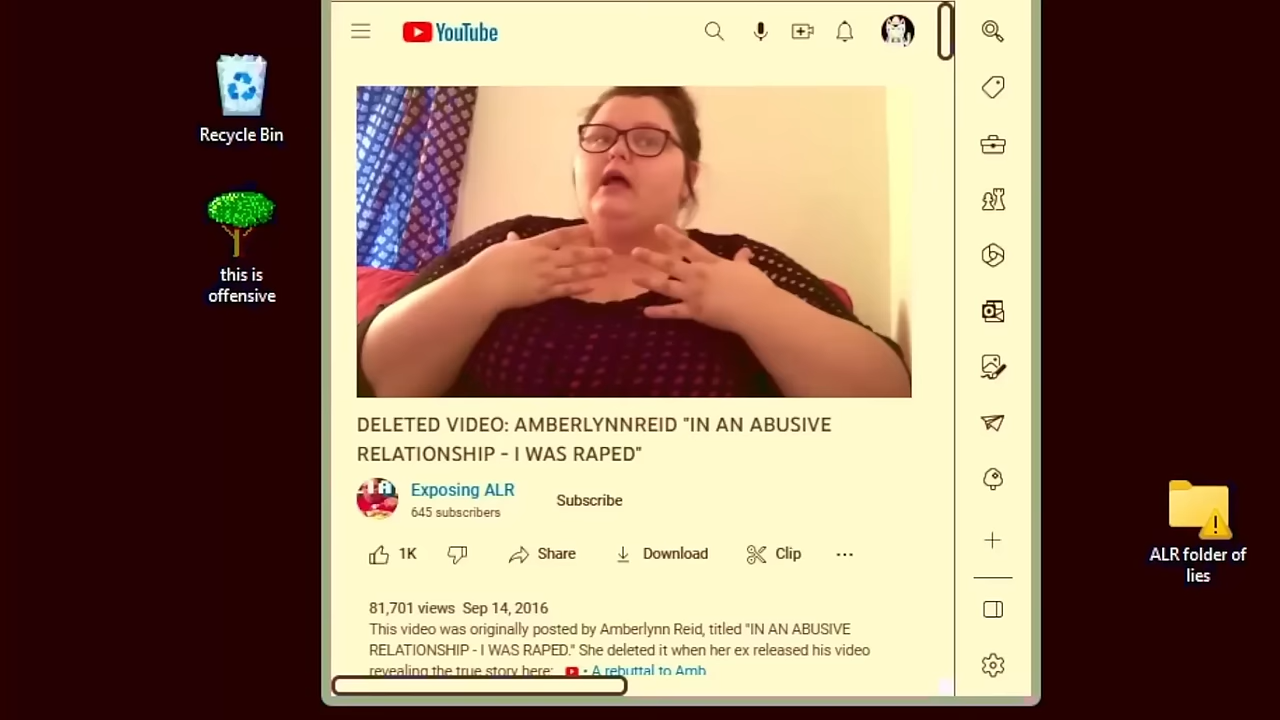 YouTube
Recycle Bin
this is
offensive
DELETED VIDEO: AMBERLYNNREID "IN AN ABUSIVE
RELATIONSHIP - I WAS RAPED"
Exposing ALR
645 subscribers
Subscribe
1K
Share
Download
Clip
81,701 views Sep 14, 2016
This video was originally posted by Amberlynn Reid, titled "IN AN ABUSIVE
RELATIONSHIP - I WAS RAPED." She deleted it when her ex released his video
revealing the true story here: • A rebuttal to Amb
ALR folder of
lies